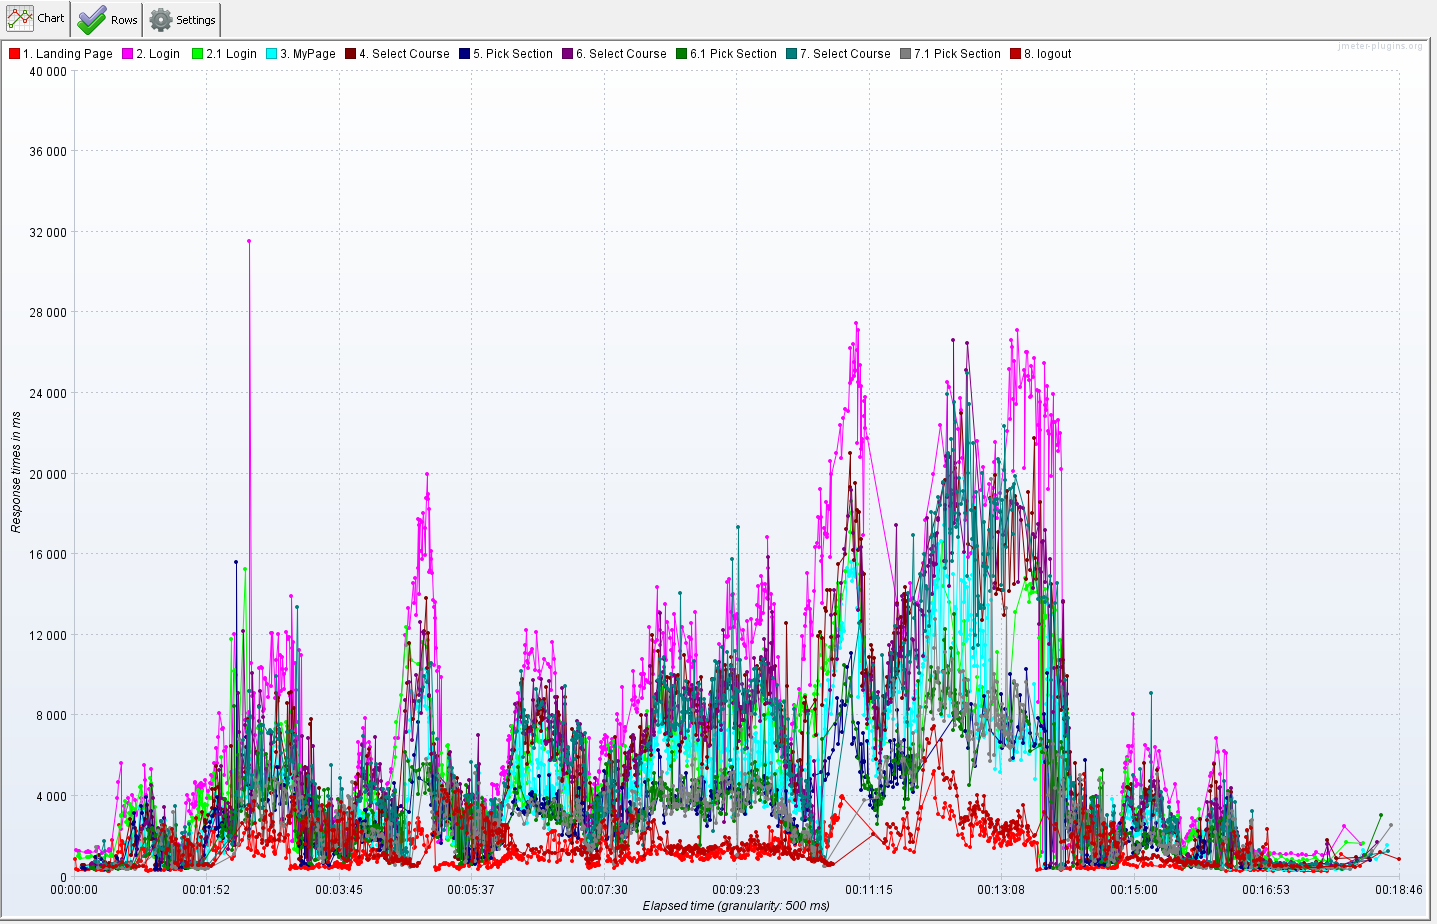 Chart Rows Settings
jmeter-plugins.org
1. Landing Page 2. Login 2.1 Login 3. MyPage 4. Select Course 5. Pick Section 6. Select Course 6.1 Pick Section 7. Select Course 7.1 Pick Section 8. logout
40 000
36 000
32 000
28 000
24 000
20 000
16 000
12 000
8 000
4 000
0
Response times in ms
00:00:00 00:01:52 00:03:45 00:05:37 00:07:30 00:09:23 00:11:15 00:13:08 00:15:00 00:16:53 00:18:46
Elapsed time (granularity: 500 ms)